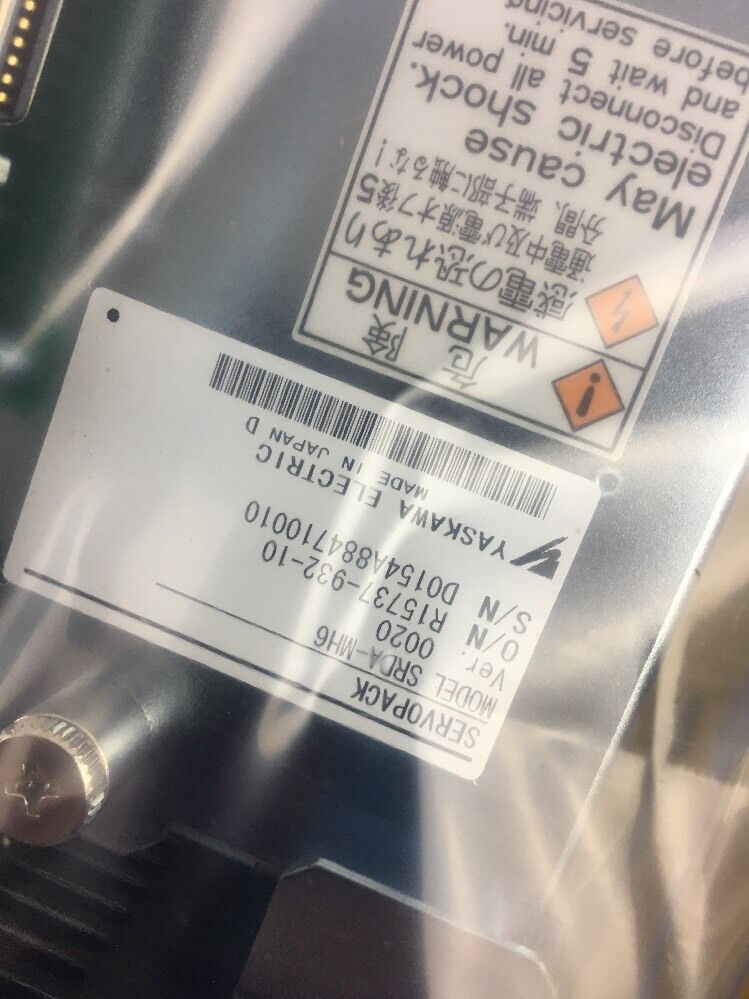 危 険
WARNING
感電の恐れあり
通電中及び電源オフ後5
分間、端子部に触るな!
May cause
electric shock.
Disconnect all power
and wait 5 min.
before servicing
SERVOPACK
MODEL SRDA-MH6
Ver. 0020
O/N R15737-932-10
S/N D0154A884710010
YASKAWA ELECTRIC
MADE IN JAPAN D